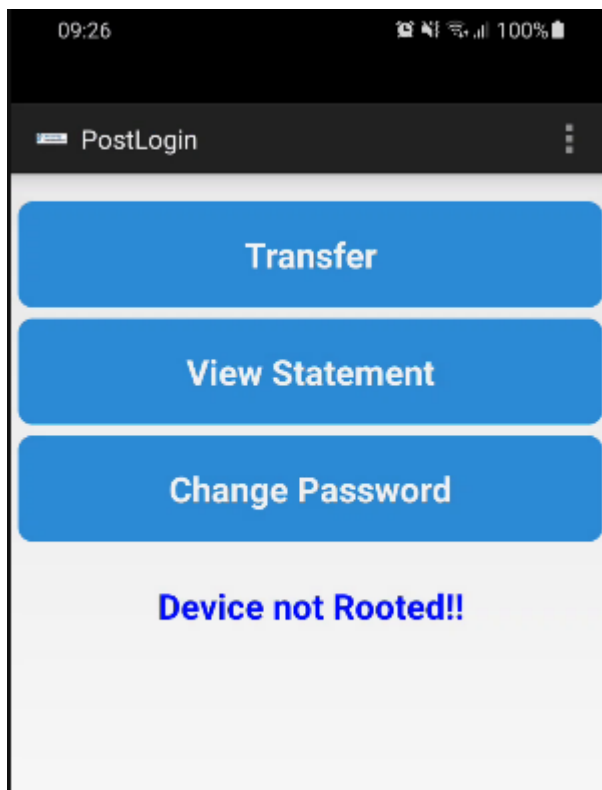 09:26 100%
PostLogin
Transfer
View Statement
Change Password
Device not Rooted!!